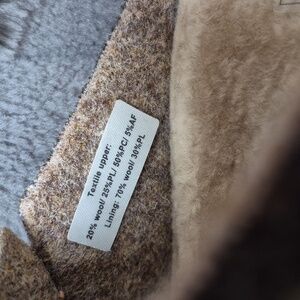 Textile upper:
20% wool/ 25%PL/ 50%PC/ 5%AF
Lining: 70% wool/ 30%PL